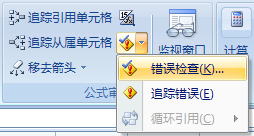 追踪引用单元格
追踪从属单元格
移去箭头
监视窗口
计算
公式审
错误检查(K)...
追踪错误(E)
循环引用(C)